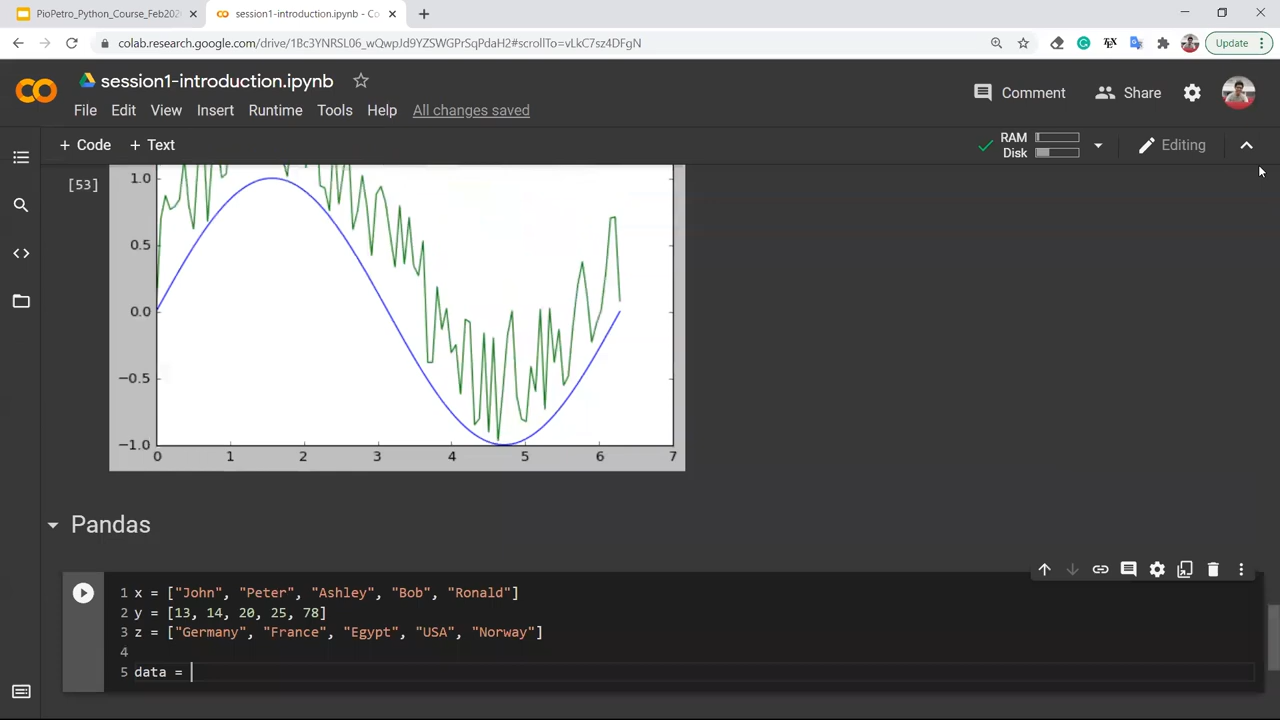 PioPetro_Python_Course_Feb202
session1-introduction.ipynb - Co
colab.research.google.com/drive/1Bc3YNRSL06_wQwpJd9YZSWGPrSqPdaH2#scrollTo=vLkC7sz4DFgN
Update
session1-introduction.ipynb
Comment
Share
File Edit View Insert Runtime Tools Help All changes saved
+ Code + Text
RAM
Disk
Editing
[53]
1.0
0.5
0.0
−0.5
−1.0
0 1 2 3 4 5 6 7
Pandas
1 x = ["John", "Peter", "Ashley", "Bob", "Ronald"]
2 y = [13, 14, 20, 25, 78]
3 z = ["Germany", "France", "Egypt", "USA", "Norway"]
4
5 data =